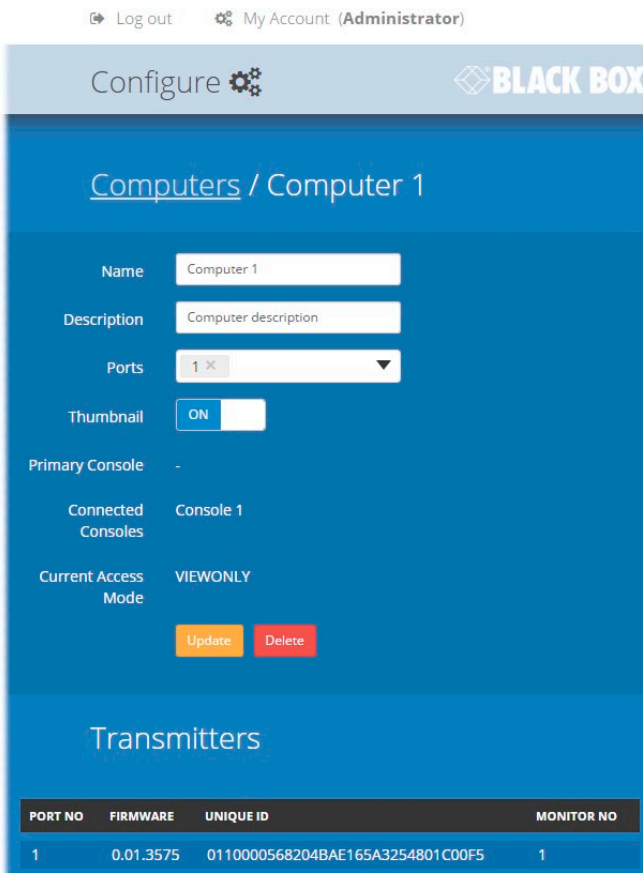 Log out My Account (Administrator)
Configure BLACK BOX
Computers / Computer 1
Name Computer 1
Description Computer description
Ports 1 ×
Thumbnail ON
Primary Console -
Connected Consoles Console 1
Current Access Mode VIEWONLY
Update Delete
Transmitters
PORT NO FIRMWARE UNIQUE ID MONITOR NO
1 0.01.3575 0110000568204BAE165A3254801C00F5 1